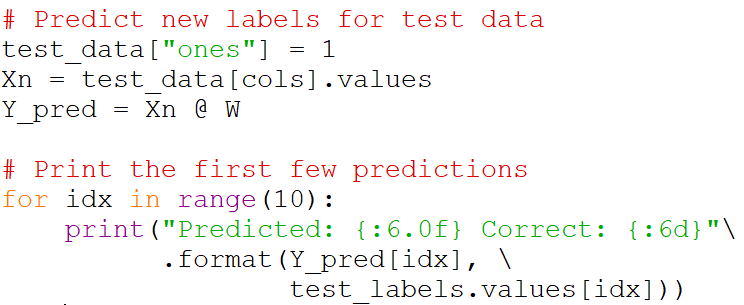 # Predict new labels for test data
test_data["ones"] = 1
Xn = test_data[cols].values
Y_pred = Xn @ W

# Print the first few predictions
for idx in range(10):
    print("Predicted: {:6.0f} Correct: {:6d}"\
          .format(Y_pred[idx], \
                  test_labels.values[idx]))